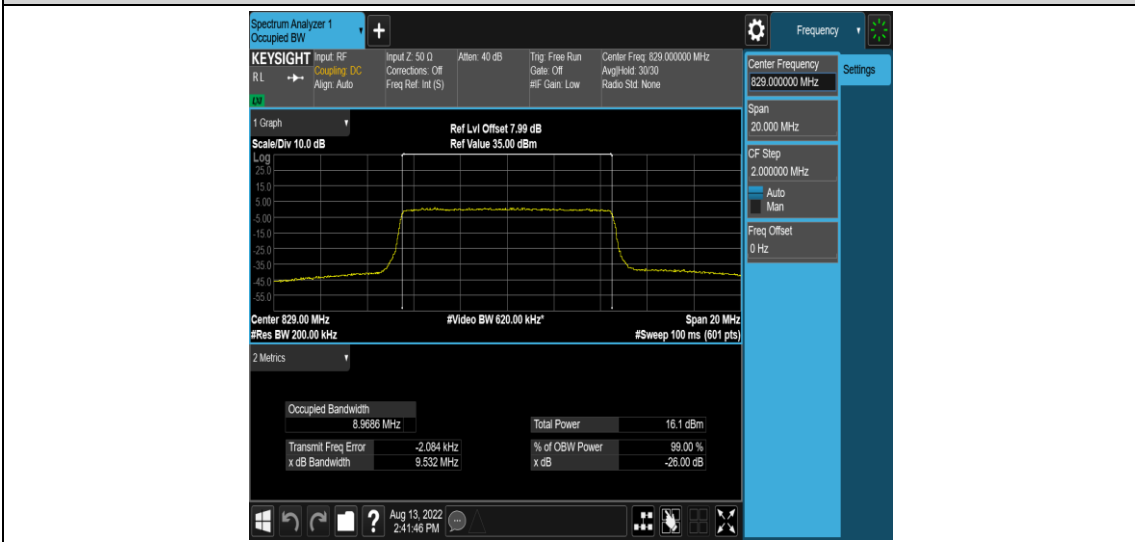 Spectrum Analyzer 1
Occupied BW
+
Frequency
KEYSIGHT
Input: RF
Coupling: DC
Align: Auto
Input Z: 50 Ω
Corrections: Off
Freq Ref: Int (S)
Atten: 40 dB
Trig: Free Run
Gate: Off
#IF Gain: Low
Center Freq: 829.000000 MHz
Avg|Hold: 30/30
Radio Std: None
RL
LXI
Center Frequency
829.000000 MHz
Settings
Span
20.000 MHz
CF Step
2.000000 MHz
Auto
Man
Freq Offset
0 Hz
1 Graph
Scale/Div 10.0 dB
Ref Lvl Offset 7.99 dB
Ref Value 35.00 dBm
Log
25.0
15.0
5.00
-5.00
-15.0
-25.0
-35.0
-45.0
-55.0
Center 829.00 MHz
#Res BW 200.00 kHz
#Video BW 620.00 kHz*
Span 20 MHz
#Sweep 100 ms (601 pts)
2 Metrics
Occupied Bandwidth
8.9686 MHz
Total Power 16.1 dBm
Transmit Freq Error -2.084 kHz
% of OBW Power 99.00 %
x dB Bandwidth 9.532 MHz
x dB -26.00 dB
?
Aug 13, 2022
2:41:46 PM